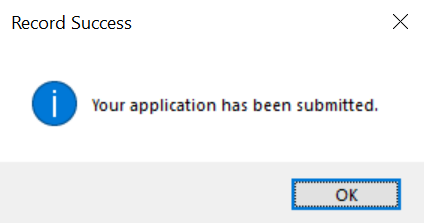 Record Success
Your application has been submitted.
OK